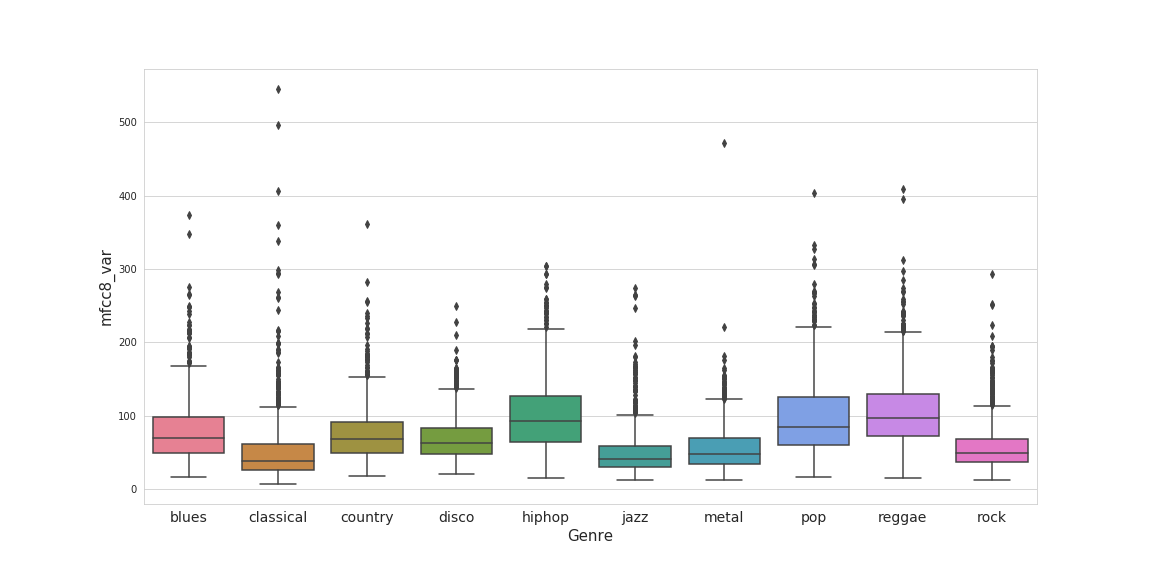 500
400
300
200
100
0
mfcc8_var
blues classical country disco hiphop jazz metal pop reggae rock
Genre